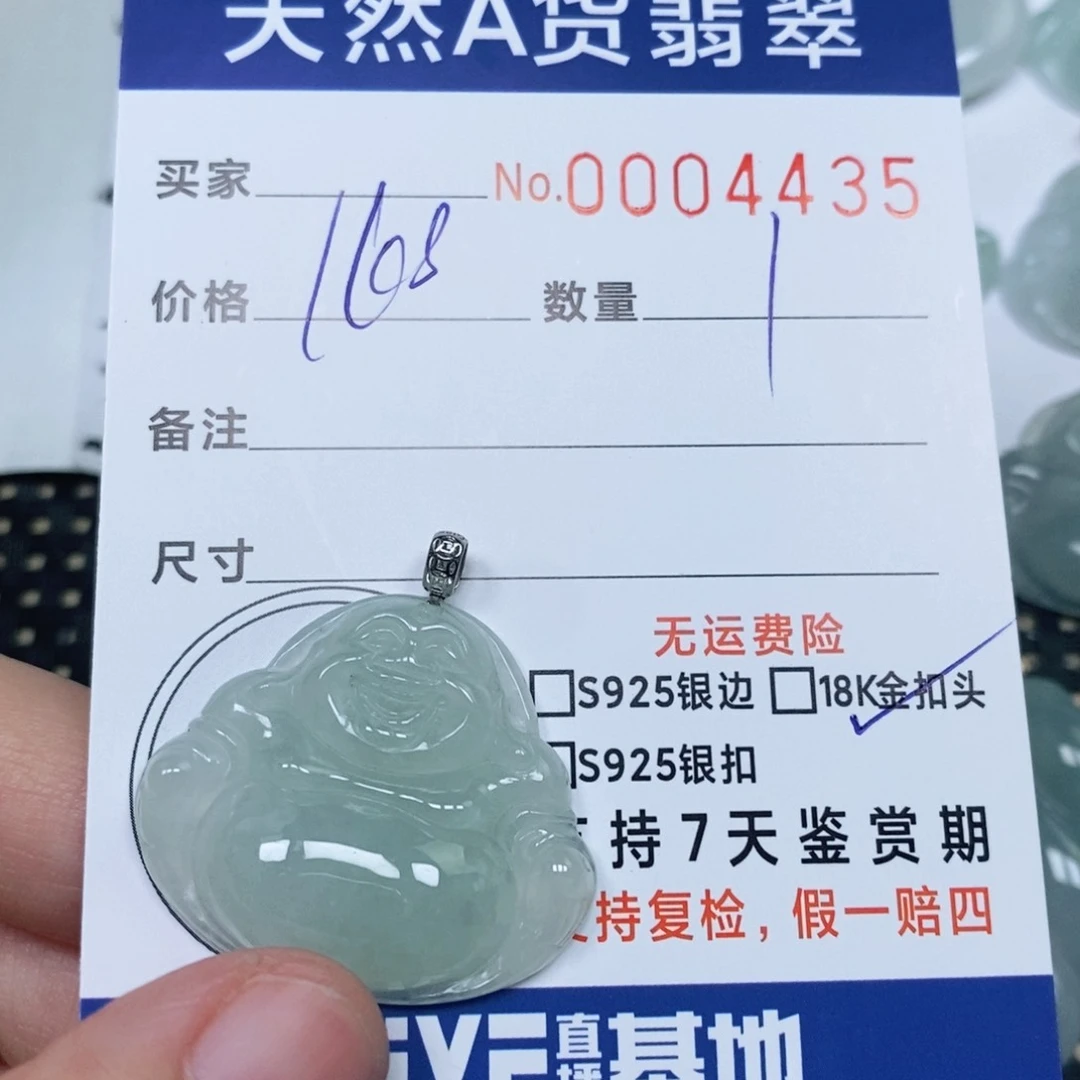 天然A货翡翠
买家 No.0004435
价格 168 数量 1
备注
尺寸
无运费险
S925银边 18K金扣头
S925银扣
持7天鉴赏期
支持复检，假一赔四
直播基地